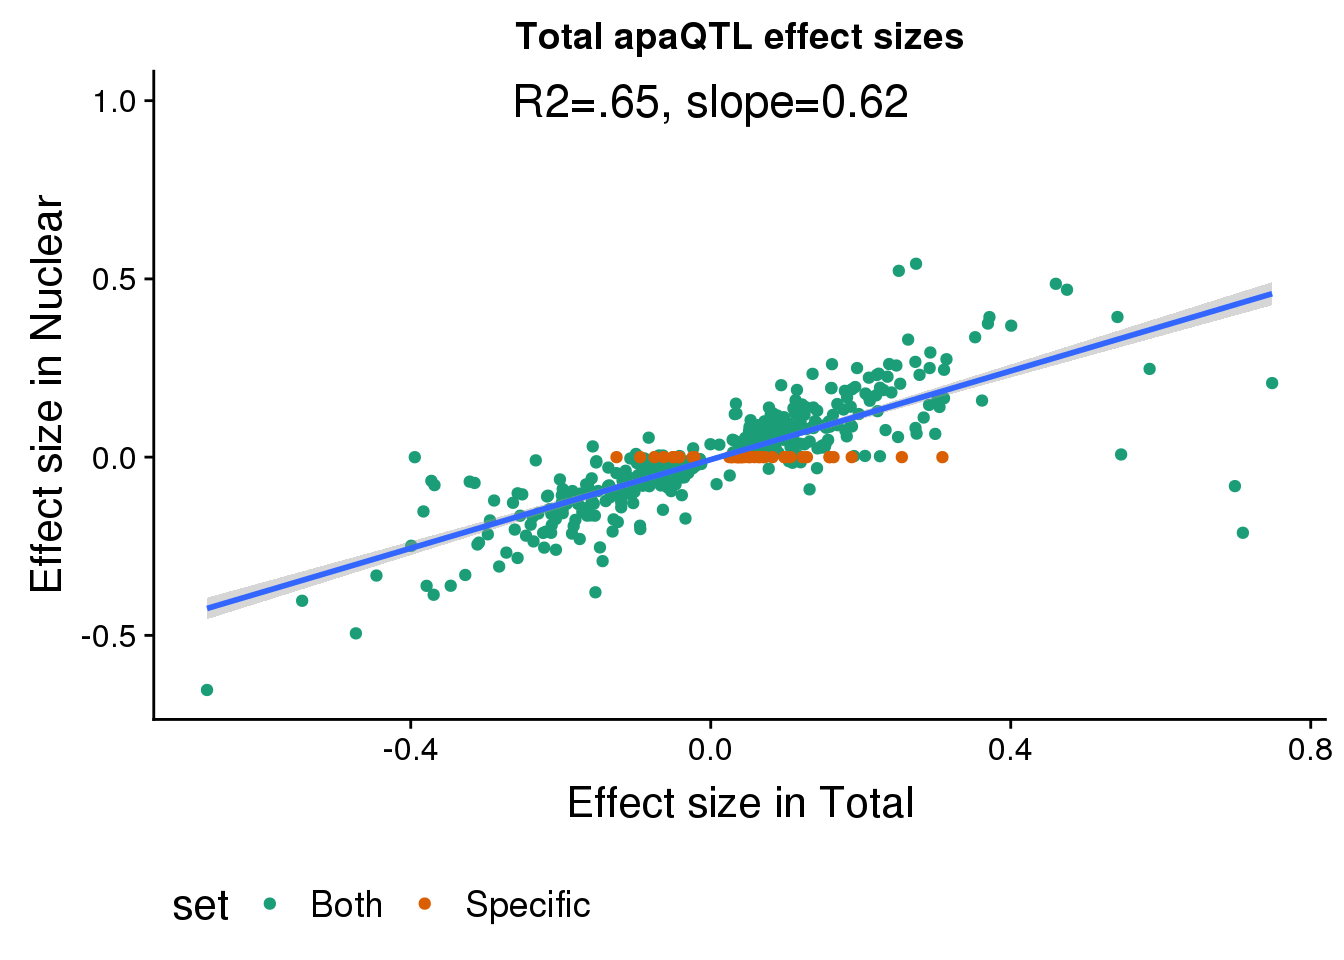 Total apaQTL effect sizes
R2=.65, slope=0.62
1.0
0.5
0.0
-0.5
Effect size in Nuclear
-0.4 0.0 0.4 0.8
Effect size in Total
set Both Specific